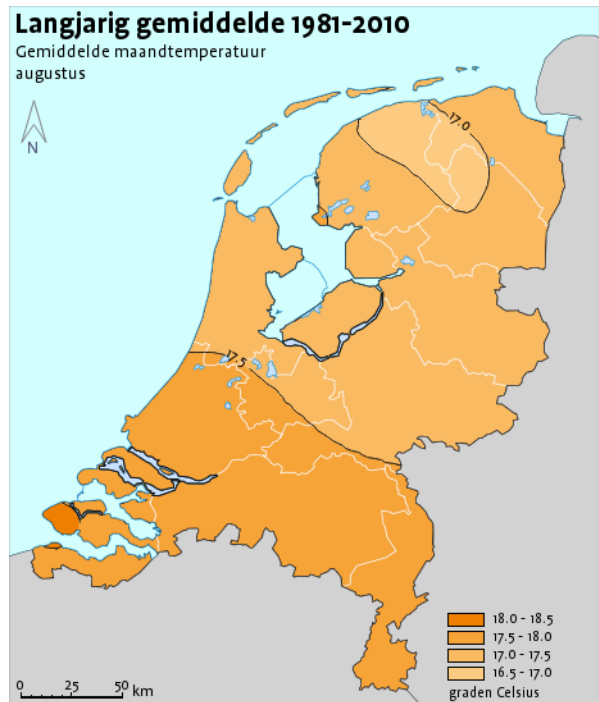 Langjarig gemiddelde 1981-2010
Gemiddelde maandtemperatuur
augustus
N
17.0
17.5
18.0 - 18.5
17.5 - 18.0
17.0 - 17.5
16.5 - 17.0
graden Celsius
0 25 50 km